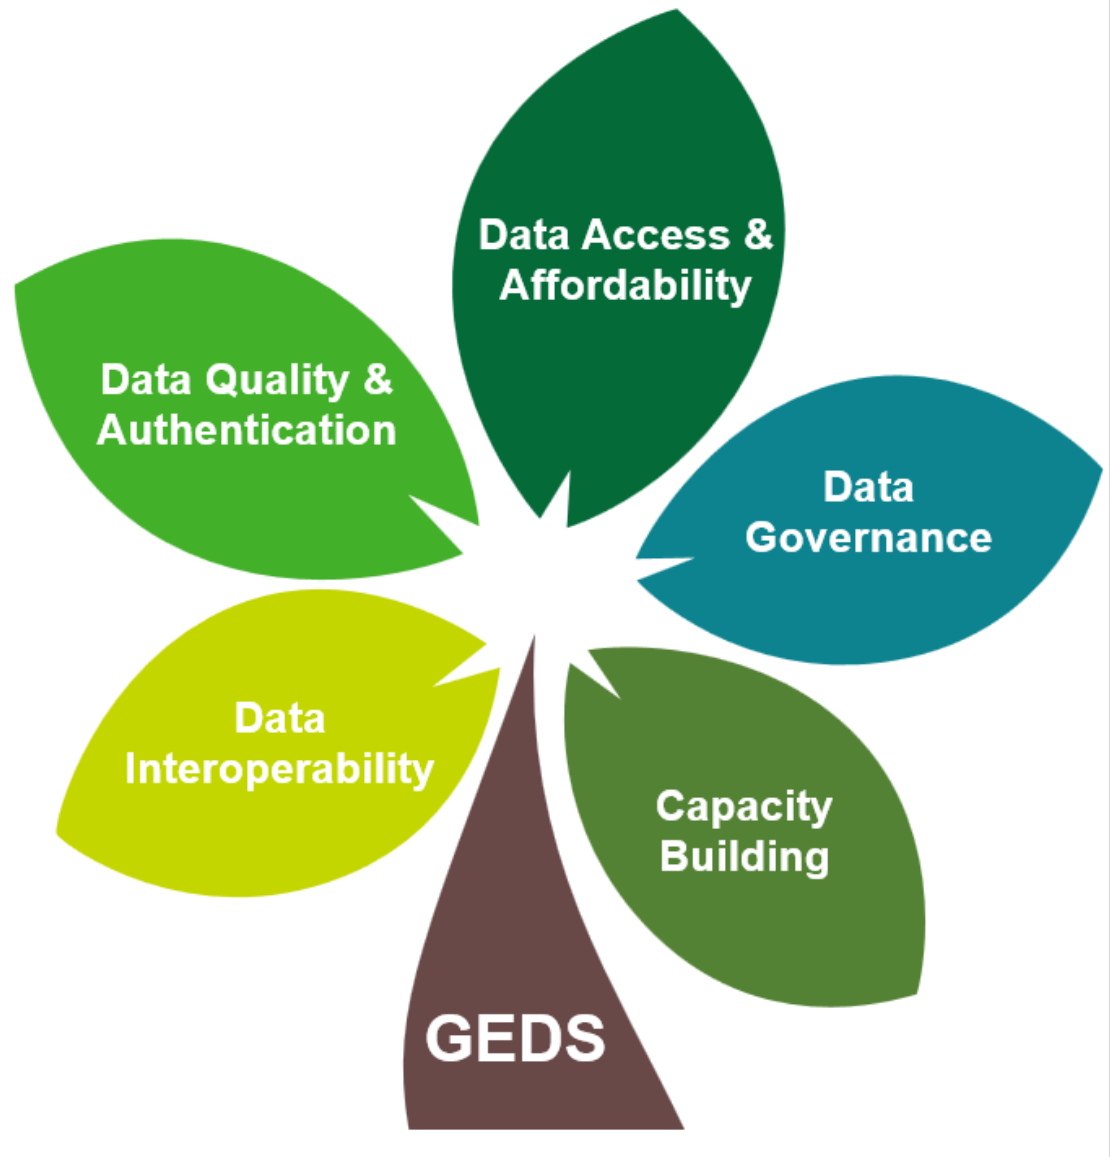 Data Access &
Affordability
Data Quality &
Authentication
Data
Governance
Data
Interoperability
Capacity
Building
GEDS